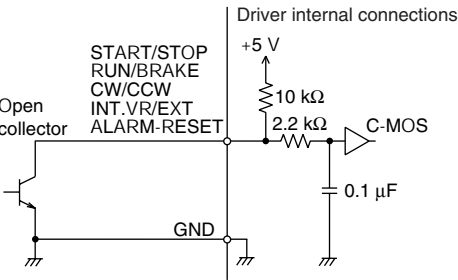 Driver internal connections
+5 V
START/STOP
RUN/BRAKE
CW/CCW
INT.VR/EXT
ALARM-RESET
Open
collector
10 kΩ
2.2 kΩ
C-MOS
0.1 µF
GND